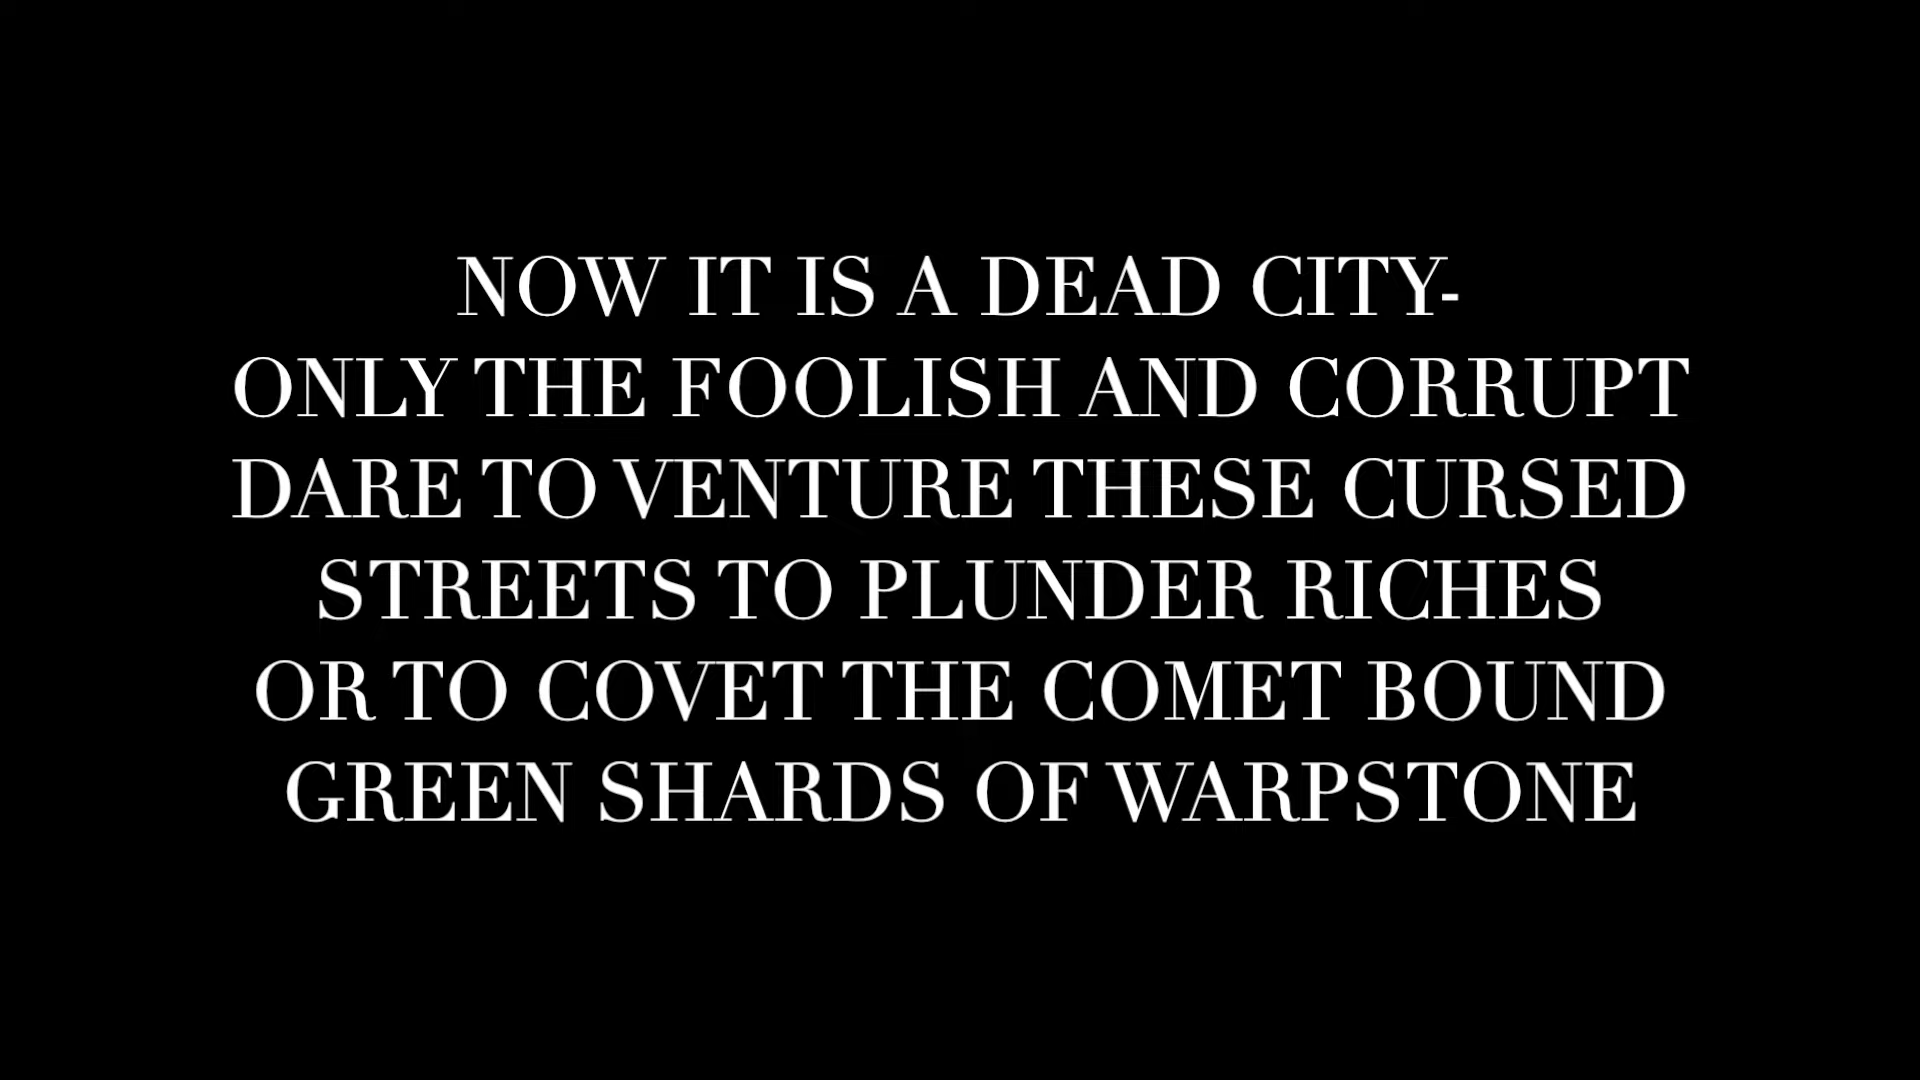 NOW IT IS A DEAD CITY-
ONLY THE FOOLISH AND CORRUPT
DARE TO VENTURE THESE CURSED
STREETS TO PLUNDER RICHES
OR TO COVET THE COMET BOUND
GREEN SHARDS OF WARPSTONE